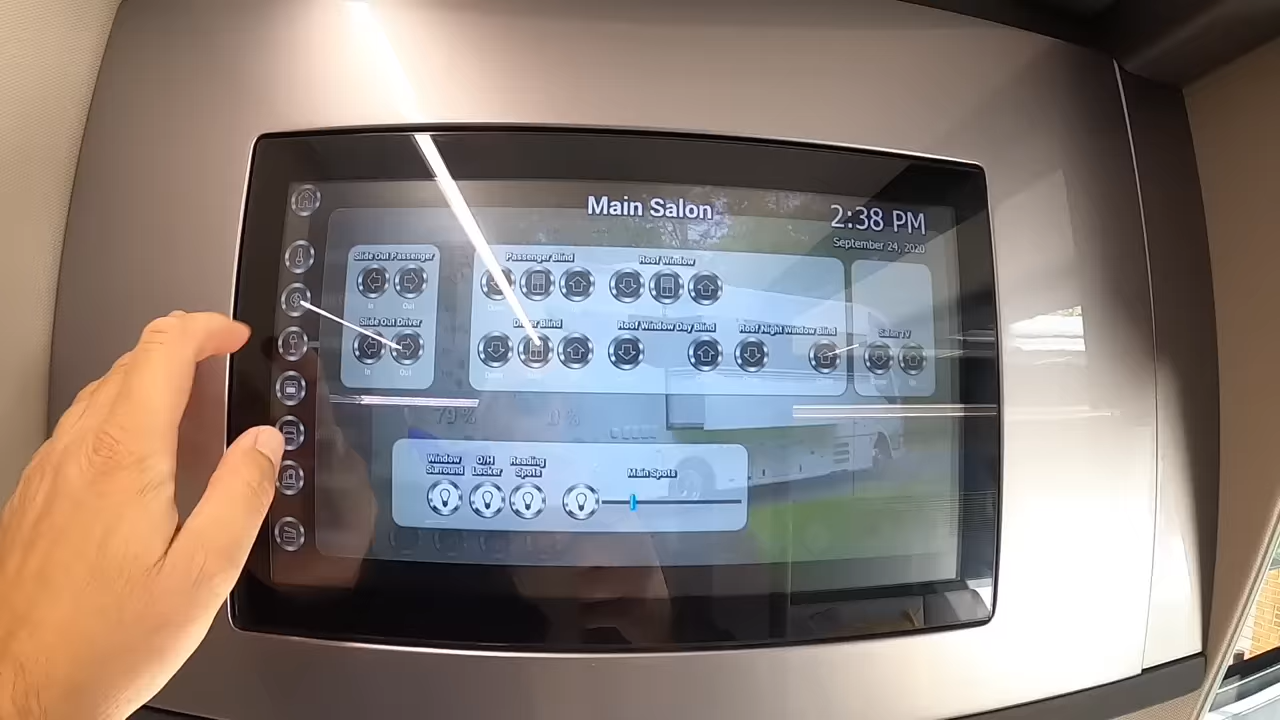 Main Salon
2:38 PM
September 24, 2020
Slide Out Passenger
In Out
Passenger Blind
Roof Window
Slide Out Driver
In Out
Driver Blind
Roof Window Day Blind
Roof Night Window Blind
Salon TV
79%
Window Surround
O/H Locker
Reading Spots
Main Spots